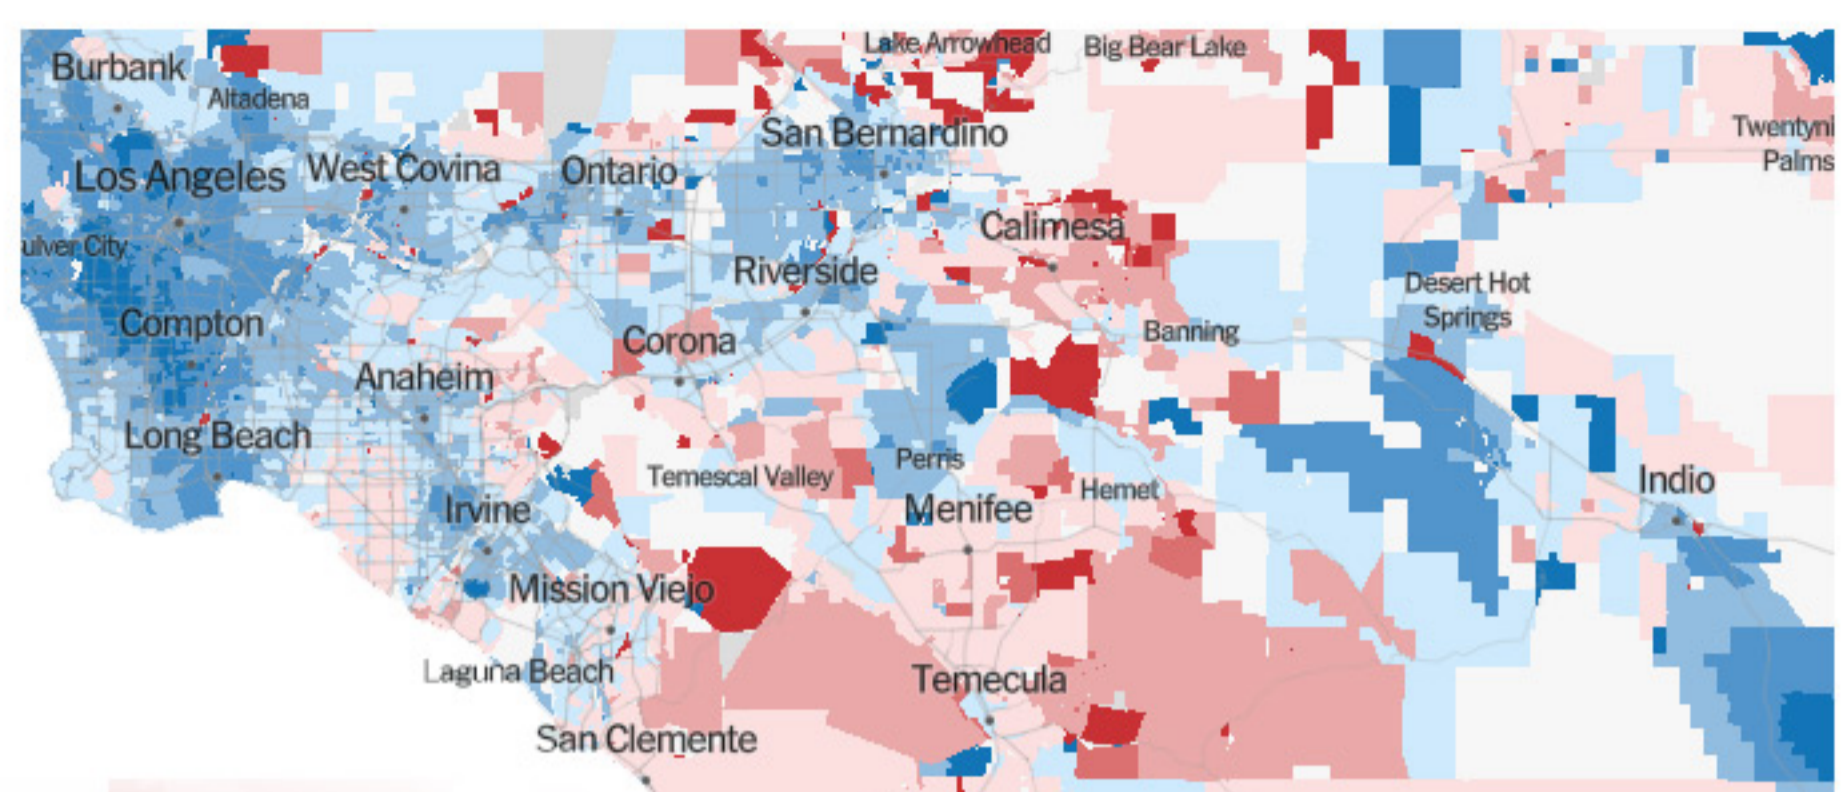 Lake Arrowhead
Big Bear Lake
Burbank
Altadena
Twentyni
Palms
San Bernardino
Los Angeles
West Covina
Ontario
Calimesa
ulver City
Riverside
Desert Hot
Springs
Compton
Corona
Banning
Anaheim
Long Beach
Temescal Valley
Perris
Hemet
Indio
Irvine
Menifee
Mission Viejo
Laguna Beach
Temecula
San Clemente